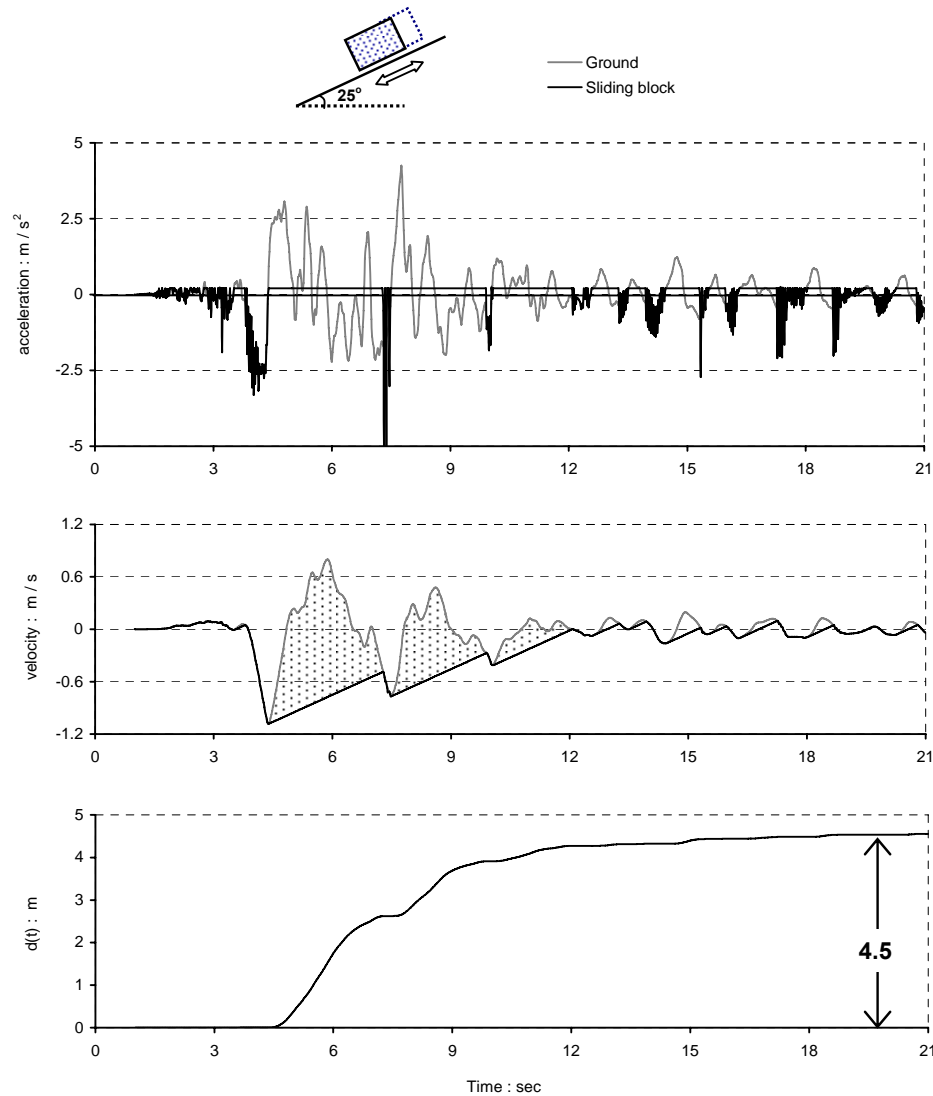 Ground
Sliding block
25°
acceleration : m / s²
5
2.5
0
-2.5
-5
0 3 6 9 12 15 18 21
velocity : m / s
1.2
0.6
0
-0.6
-1.2
0 3 6 9 12 15 18 21
d(t) : m
5
4
3
2
1
0
4.5
0 3 6 9 12 15 18 21
Time : sec